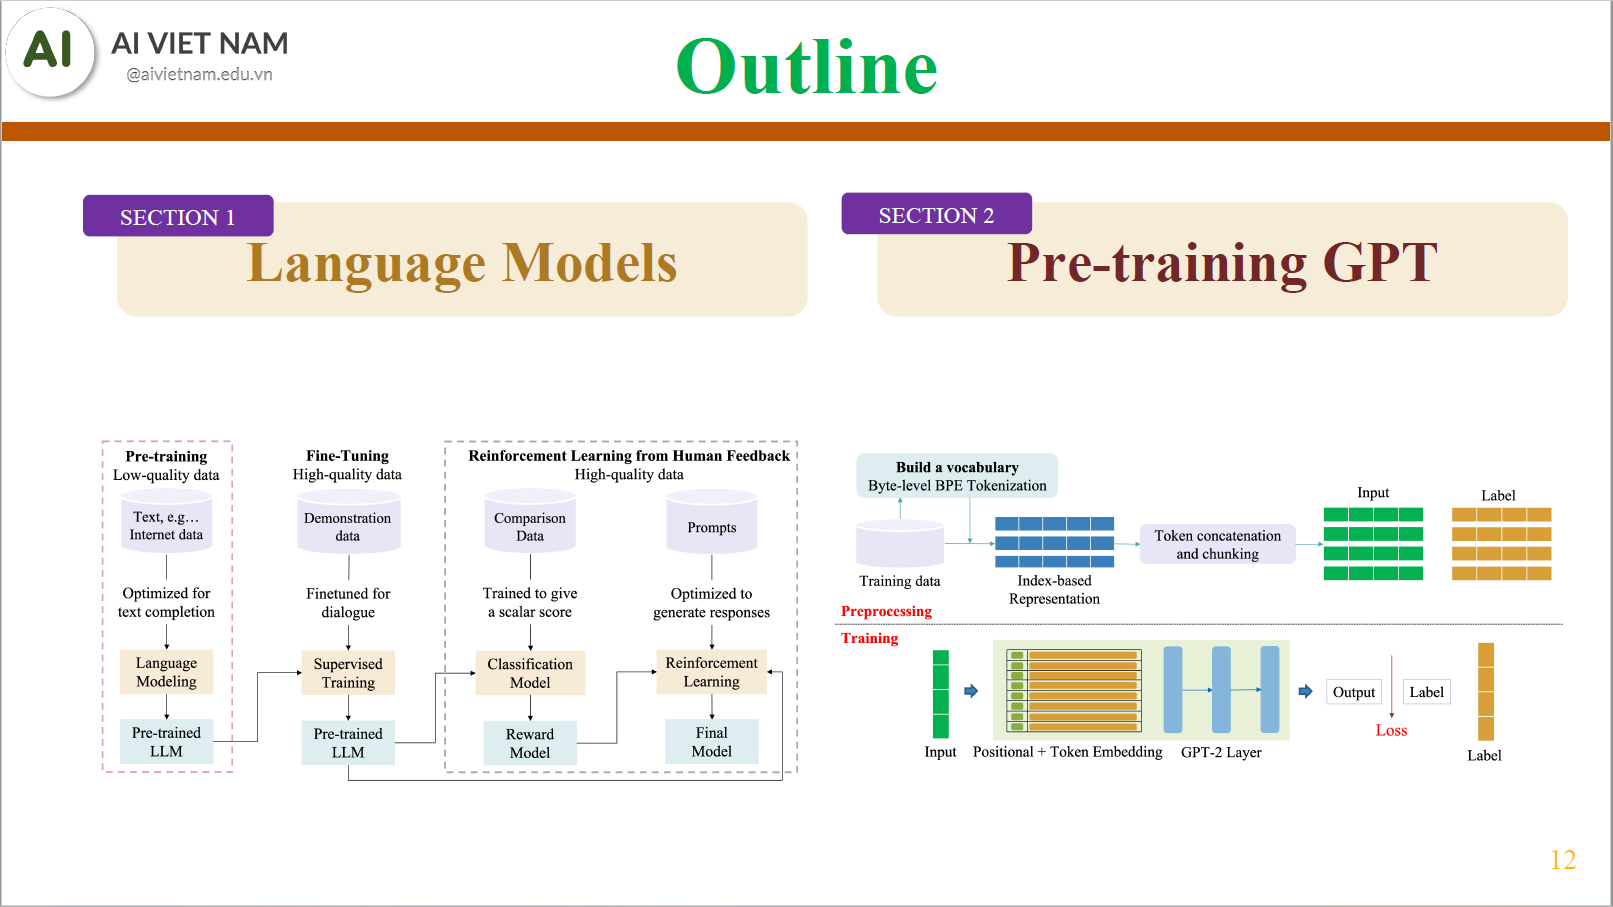 AI
AI VIET NAM
@aivietnam.edu.vn
Outline
SECTION 1
Language Models
SECTION 2
Pre-training GPT
Pre-training
Low-quality data
Text, e.g...
Internet data
Optimized for
text completion
Language
Modeling
Pre-trained
LLM
Fine-Tuning
High-quality data
Demonstration
data
Finetuned for
dialogue
Supervised
Training
Pre-trained
LLM
Reinforcement Learning from Human Feedback
High-quality data
Comparison
Data
Trained to give
a scalar score
Classification
Model
Reward
Model
Prompts
Optimized to
generate responses
Reinforcement
Learning
Final
Model
Build a vocabulary
Byte-level BPE Tokenization
Training data
Index-based
Representation
Token concatenation
and chunking
Input
Label
Preprocessing
Training
Input
Positional + Token Embedding
GPT-2 Layer
Output
Label
Loss
Label
12